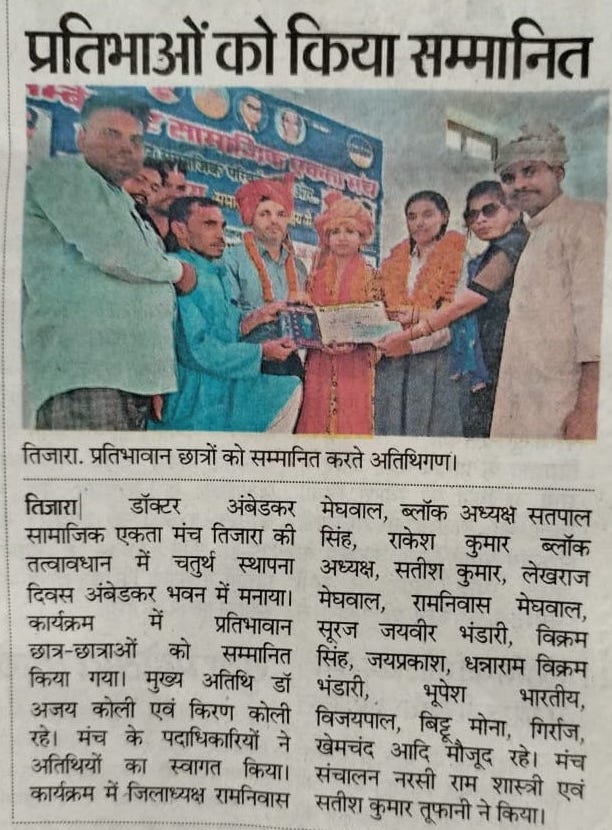 प्रतिभाओं को किया सम्मानित
सामाजिक एकता मंच
तिजारा. प्रतिभावान छात्रों को सम्मानित करते अतिथिगण।
तिजारा| डॉक्टर अंबेडकर
सामाजिक एकता मंच तिजारा की
तत्वावधान में चतुर्थ स्थापना
दिवस अंबेडकर भवन में मनाया।
कार्यक्रम में प्रतिभावान
छात्र-छात्राओं को सम्मानित
किया गया। मुख्य अतिथि डॉ
अजय कोली एवं किरण कोली
रहे। मंच के पदाधिकारियों ने
अतिथियों का स्वागत किया।
कार्यक्रम में जिलाध्यक्ष रामनिवास
मेघवाल, ब्लॉक अध्यक्ष सतपाल
सिंह, राकेश कुमार ब्लॉक
अध्यक्ष, सतीश कुमार, लेखराज
मेघवाल, रामनिवास मेघवाल,
सूरज जयवीर भंडारी, विक्रम
सिंह, जयप्रकाश, धन्नाराम विक्रम
भंडारी, भूपेश भारतीय,
विजयपाल, बिट्टू मोना, गिर्राज,
खेमचंद आदि मौजूद रहे। मंच
संचालन नरसी राम शास्त्री एवं
सतीश कुमार तूफानी ने किया।